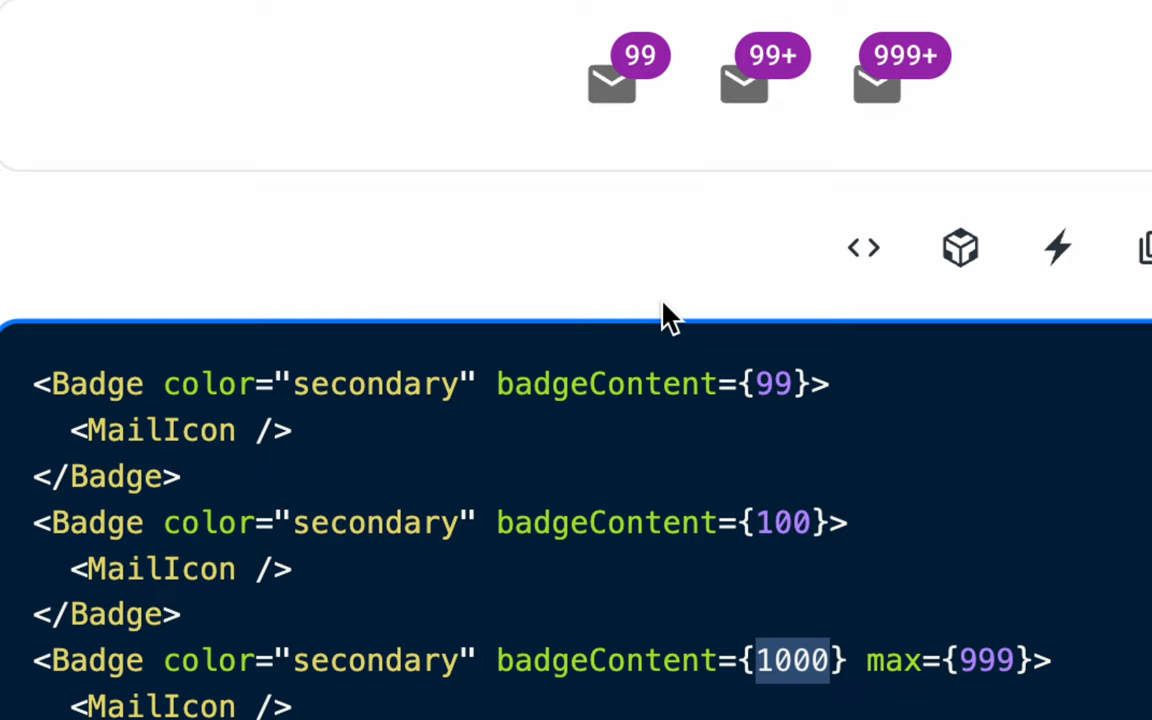 99 99+ 999+
<Badge color="secondary" badgeContent={99}>
  <MailIcon />
</Badge>
<Badge color="secondary" badgeContent={100}>
  <MailIcon />
</Badge>
<Badge color="secondary" badgeContent={1000} max={999}>
  <MailIcon />